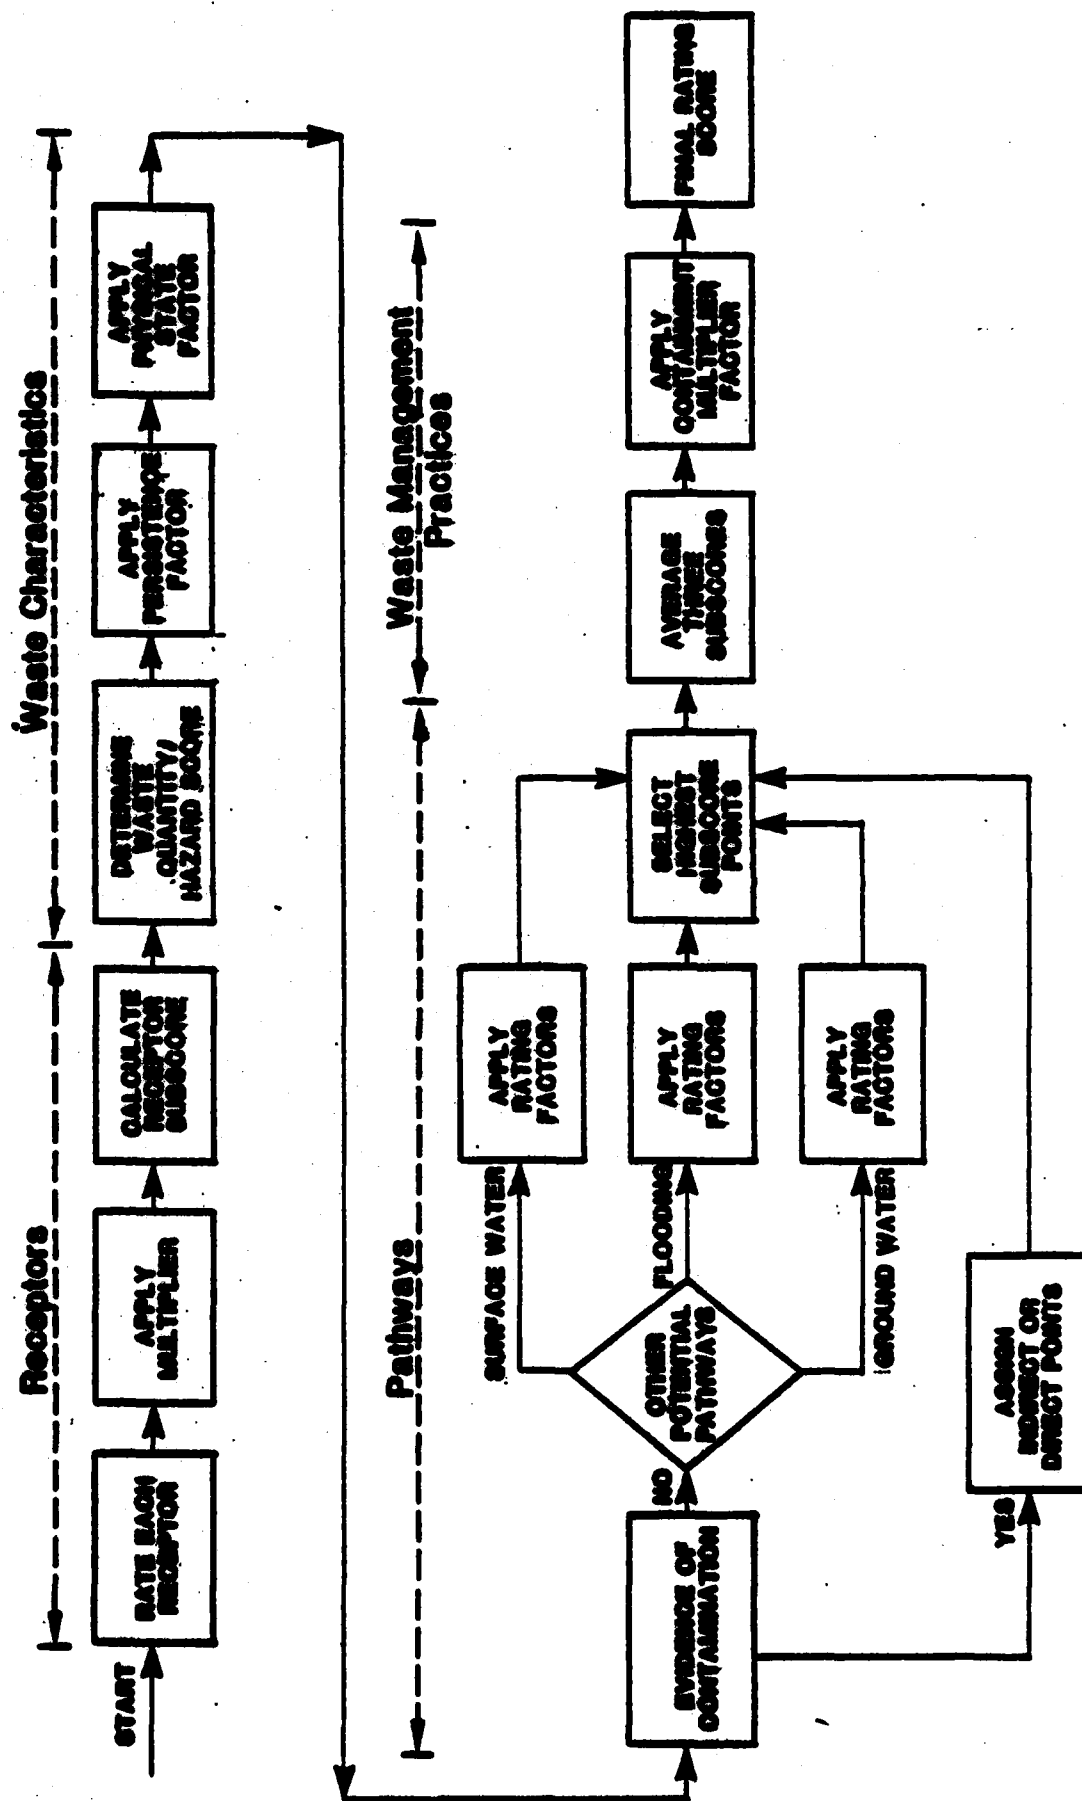 Receptors
Waste Characteristics
START
RATE EACH
RECEPTOR
APPLY
MULTIPLIER
CALCULATE
RECEPTOR
SUBSCORE
DETERMINE
WASTE
QUANTITY/
HAZARD SCORE
APPLY
PERSISTENCE
FACTOR
APPLY
PHYSICAL
STATE
FACTOR
Pathways
Waste Management
Practices
EVIDENCE OF
CONTAMINATION
NO
YES
OTHER
POTENTIAL
PATHWAYS
SURFACE WATER
FLOODING
GROUND WATER
APPLY
RATING
FACTORS
APPLY
RATING
FACTORS
APPLY
RATING
FACTORS
ASSIGN
INDIRECT OR
DIRECT POINTS
SELECT
HIGHEST
SUBSCORE
POINTS
AVERAGE
THREE
SUBSCORES
APPLY
CONTAINMENT
MULTIPLIER
FACTOR
FINAL RATING
SCORE